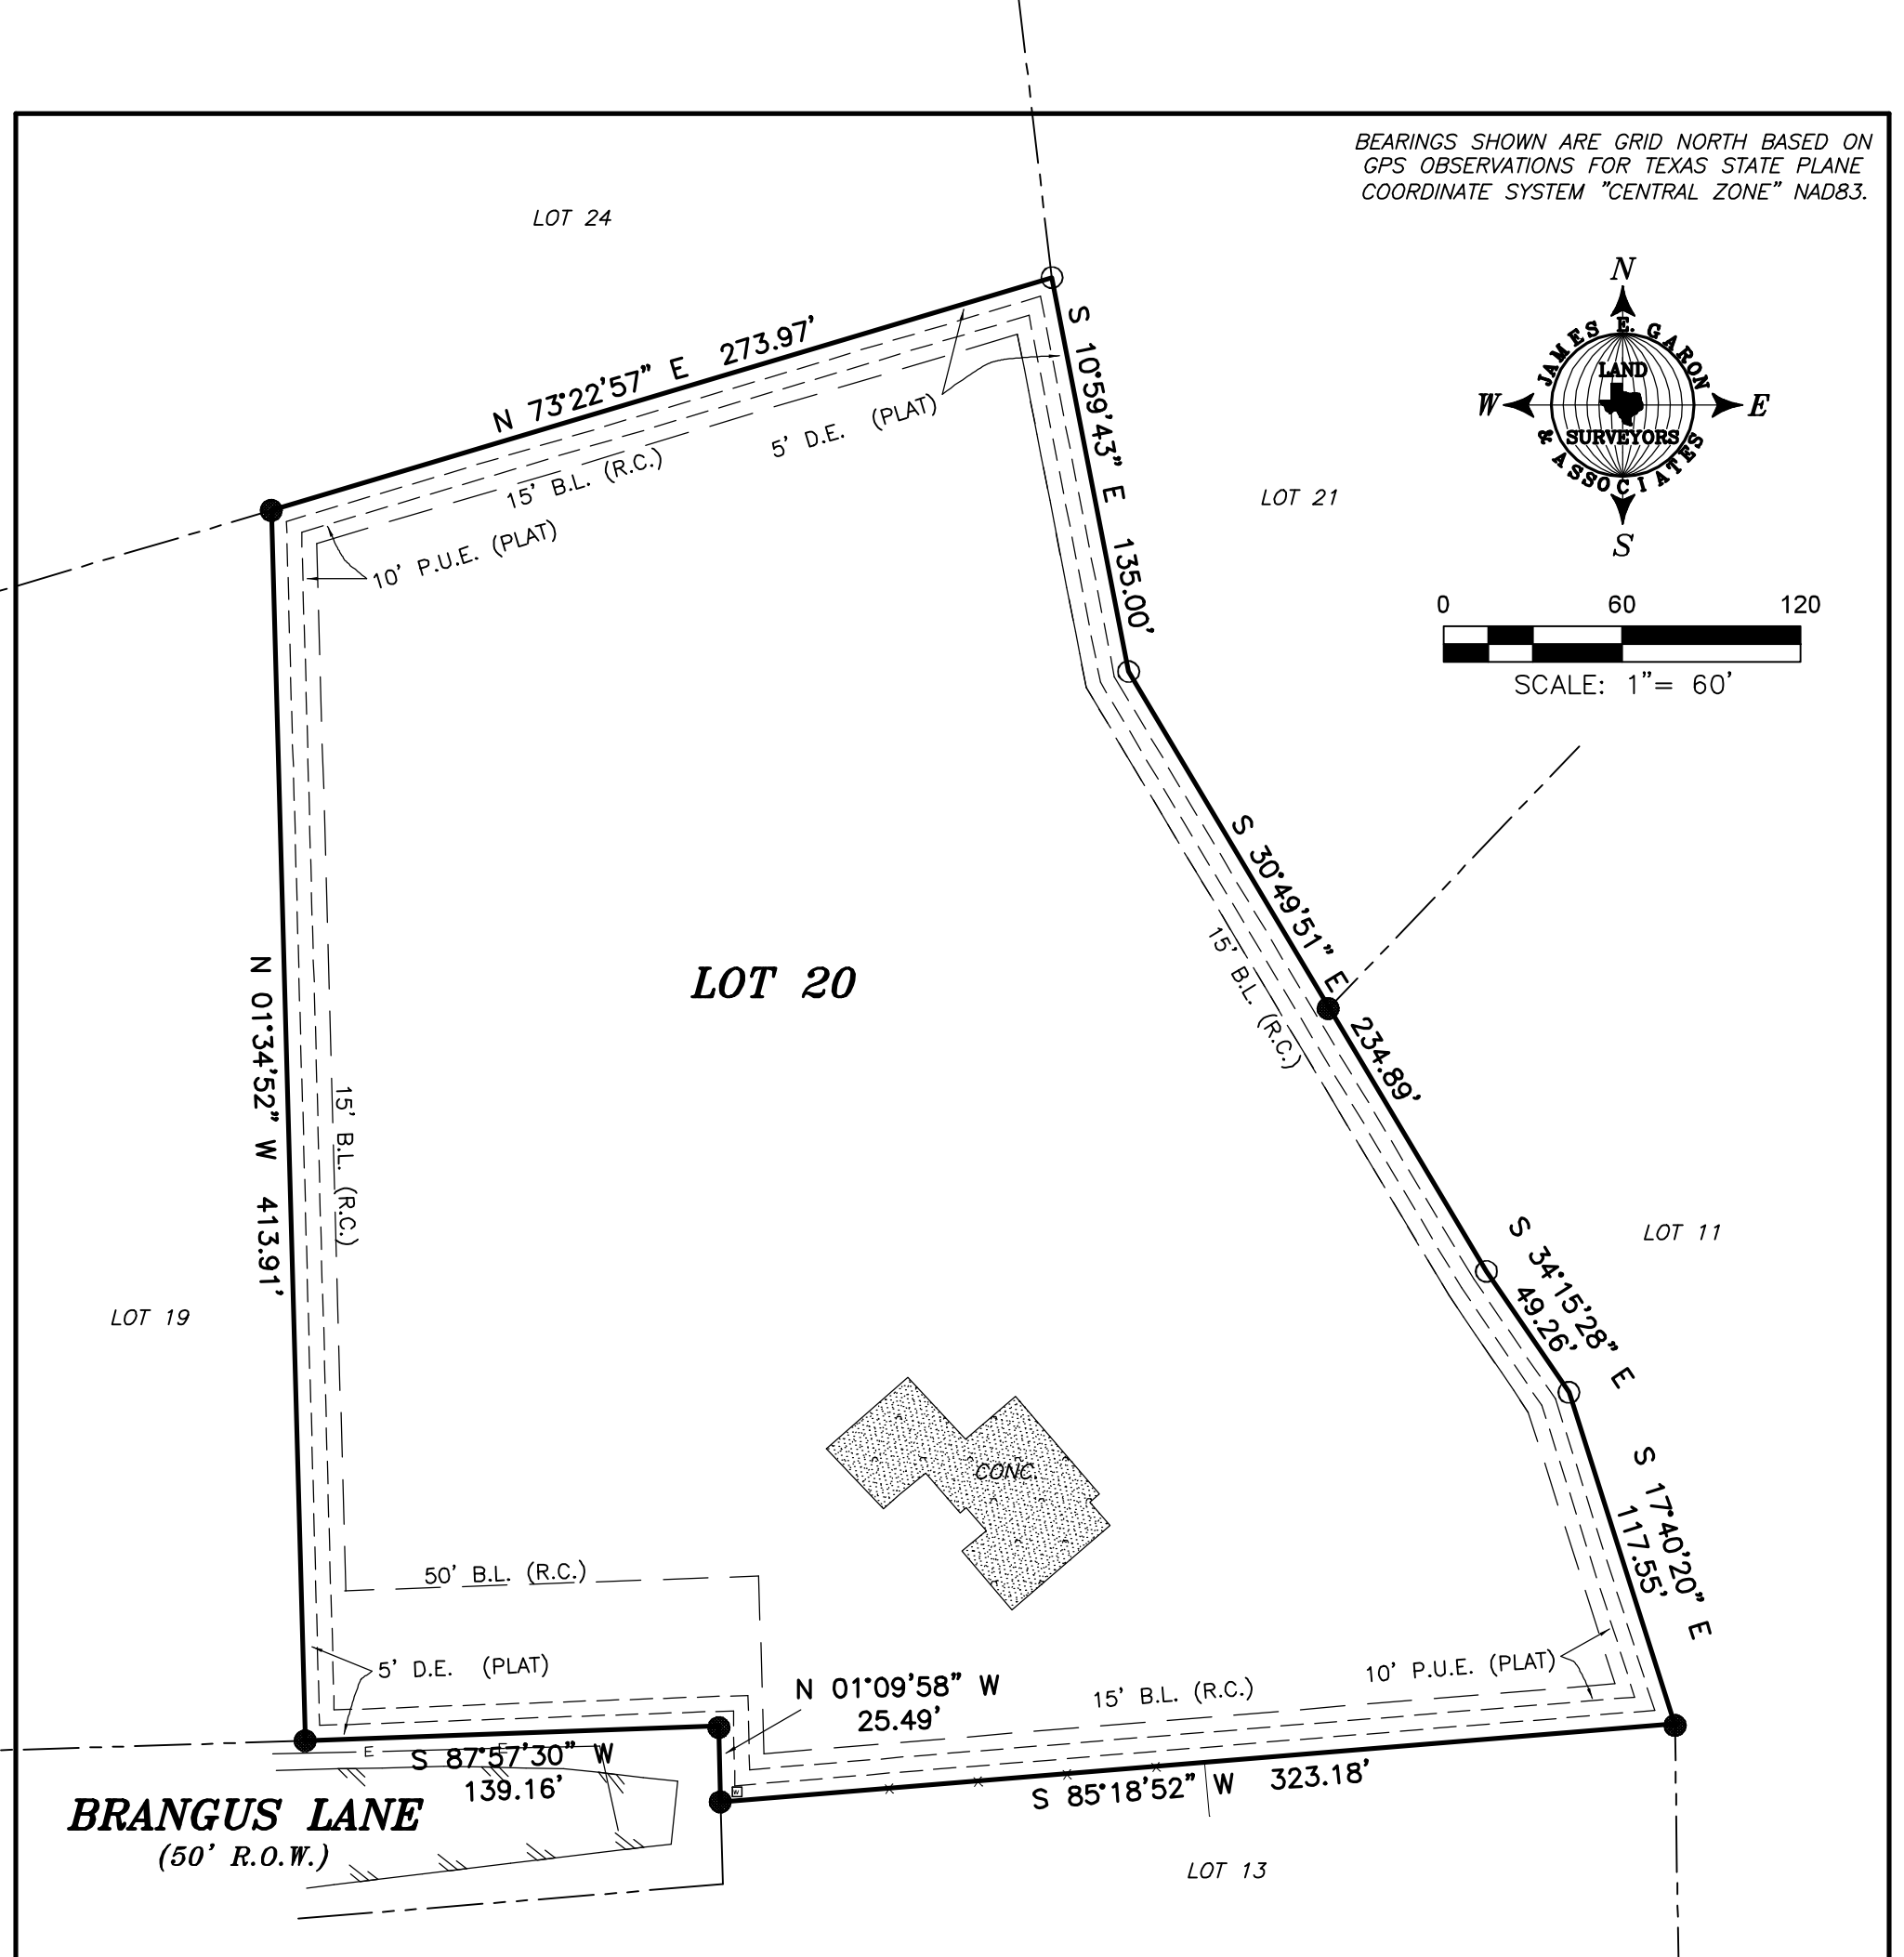 BEARINGS SHOWN ARE GRID NORTH BASED ON
GPS OBSERVATIONS FOR TEXAS STATE PLANE
COORDINATE SYSTEM "CENTRAL ZONE" NAD83.
LOT 24
N
JAMES E. GARON
LAND
W E
SURVEYORS
& ASSOCIATES
S
N 73°22'57" E 273.97'
S 10°59'43" E 135.00'
5' D.E. (PLAT)
15' B.L. (R.C.)
10' P.U.E. (PLAT)
LOT 21
0 60 120
SCALE: 1"= 60'
S 30°49'51" E 234.89'
15' B.L. (R.C.)
LOT 20
N 01°34'52" W 413.91'
15' B.L. (R.C.)
LOT 11
S 34°15'28" E
49.26'
LOT 19
CONC.
S 17°40'20" E
117.55'
50' B.L. (R.C.)
5' D.E. (PLAT)
N 01°09'58" W
25.49'
15' B.L. (R.C.)
10' P.U.E. (PLAT)
E E
S 87°57'30" W
139.16'
W
S 85°18'52" W 323.18'
BRANGUS LANE
(50' R.O.W.)
LOT 13